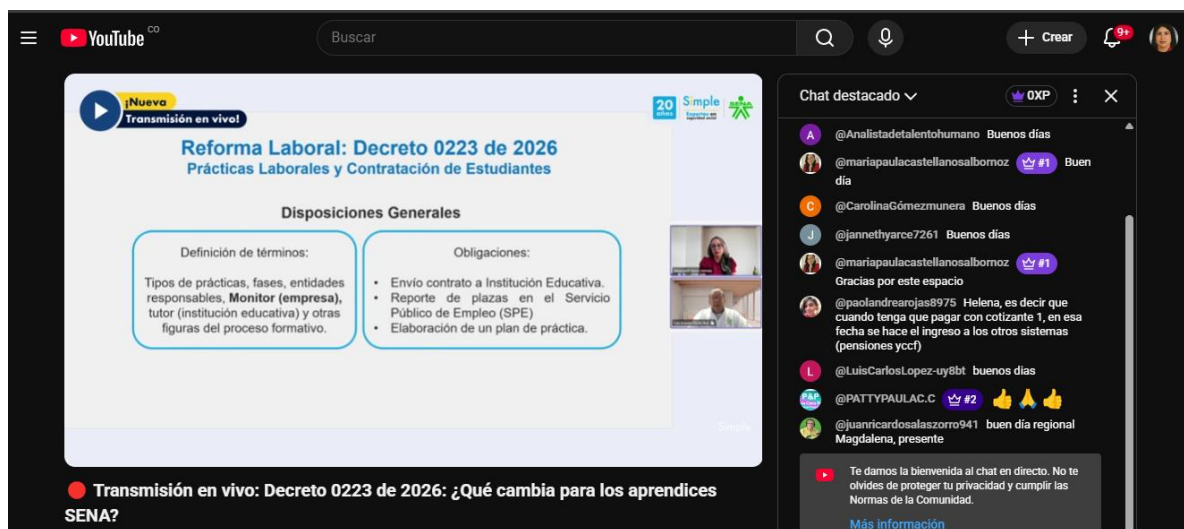 YouTube CO
Buscar
Crear
9+
¡Nueva
Transmisión en vivo!
20
años
Simple
Expertos en
seguridad social
SENA
Reforma Laboral: Decreto 0223 de 2026
Prácticas Laborales y Contratación de Estudiantes
Disposiciones Generales
Definición de términos:
Tipos de prácticas, fases, entidades
responsables, Monitor (empresa),
tutor (institución educativa) y otras
figuras del proceso formativo.
Obligaciones:
• Envío contrato a Institución Educativa.
• Reporte de plazas en el Servicio
Público de Empleo (SPE)
• Elaboración de un plan de práctica.
Simple
Transmisión en vivo: Decreto 0223 de 2026: ¿Qué cambia para los aprendices
SENA?
Chat destacado
0XP
A
@Analistadetalentohumano Buenos días
@mariapaulacastellanosalbornoz #1 Buen
día
C
@CarolinaGómezmunera Buenos días
J
@jannethyarce7261 Buenos días
@mariapaulacastellanosalbornoz #1
Gracias por este espacio
@paolandrearojas8975 Helena, es decir que
cuando tenga que pagar con cotizante 1, en esa
fecha se hace el ingreso a los otros sistemas
(pensiones yccf)
L
@LuisCarlosLopez-uy8bt buenos dias
P&P
@PATTYPAULAC.C #2 👍🙏👍
@juanricardosalaszorro941 buen día regional
Magdalena, presente
Te damos la bienvenida al chat en directo. No te
olvides de proteger tu privacidad y cumplir las
Normas de la Comunidad.
Más información